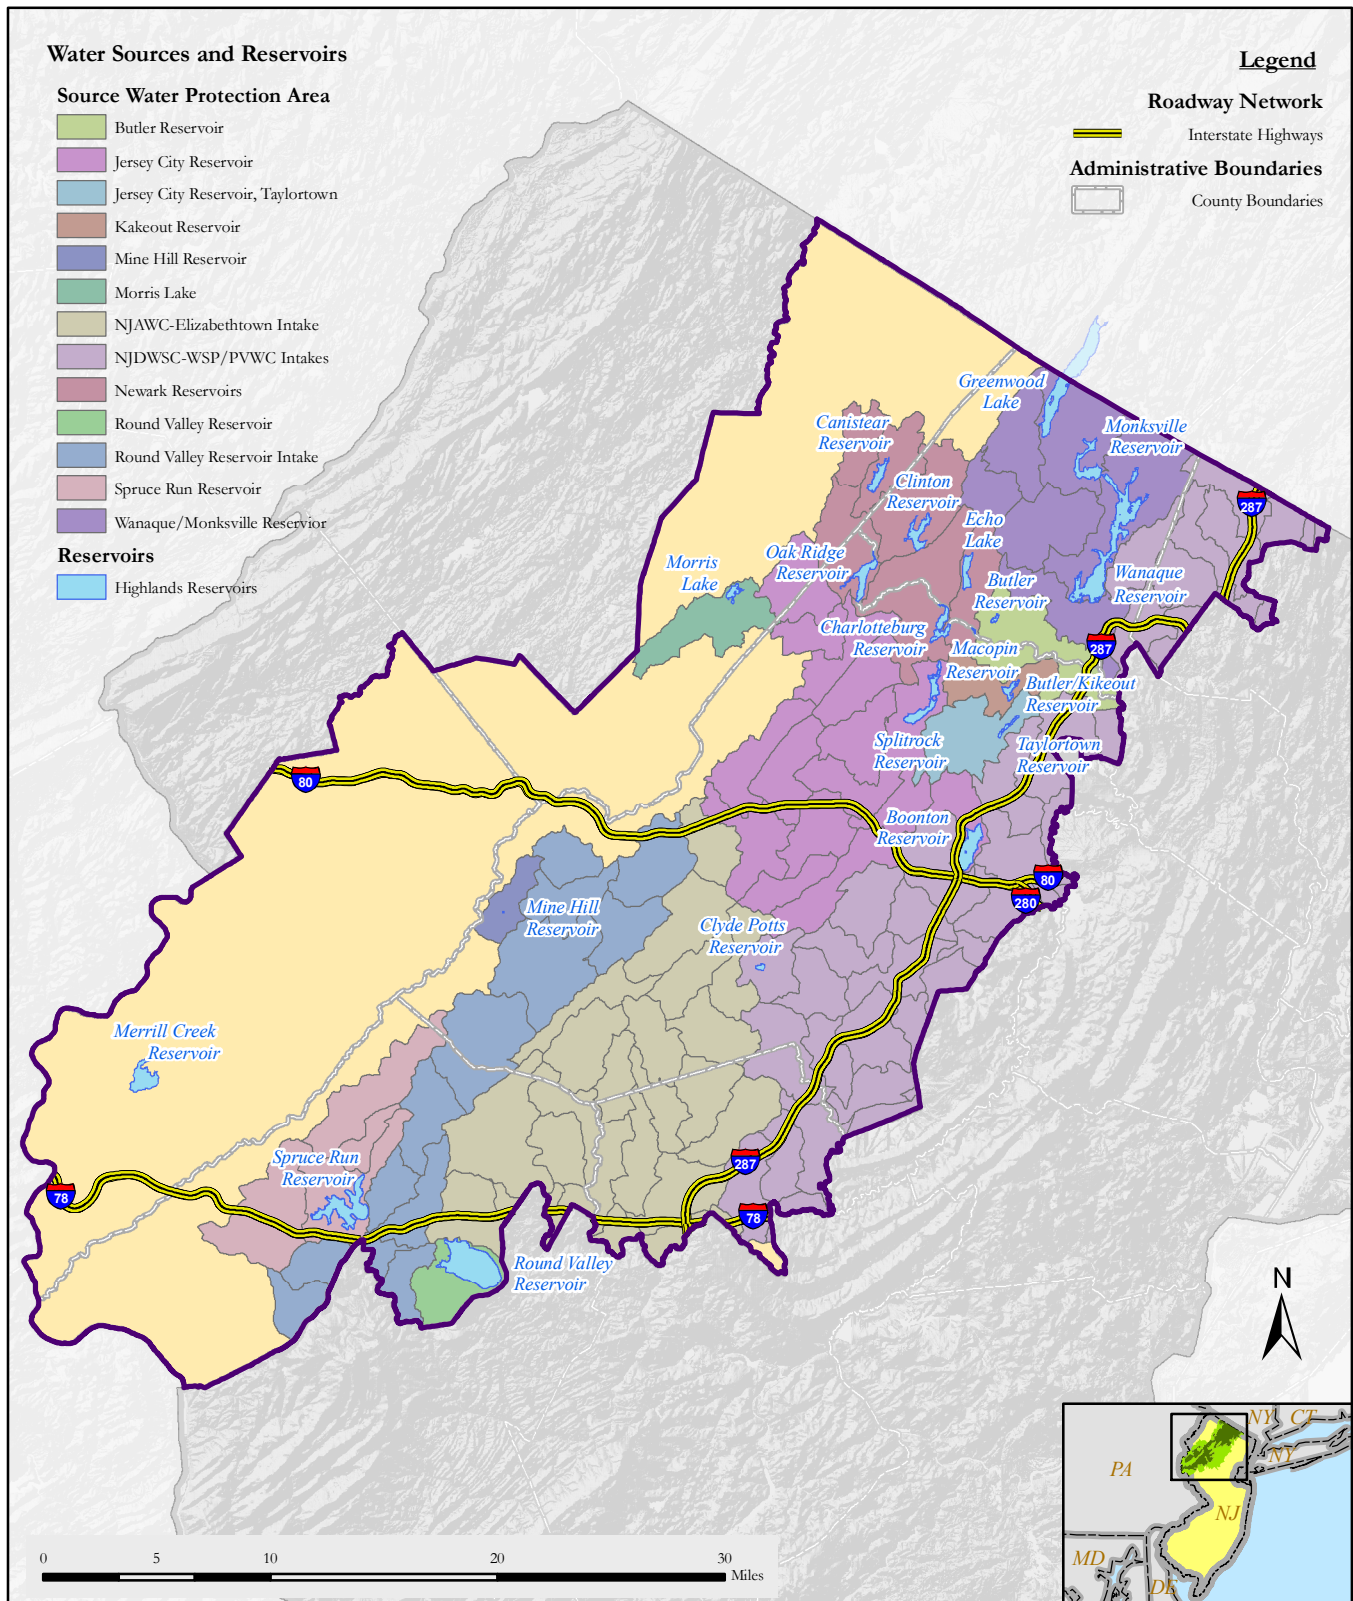 Water Sources and Reservoirs
Source Water Protection Area
Butler Reservoir
Jersey City Reservoir
Jersey City Reservoir, Taylortown
Kakeout Reservoir
Mine Hill Reservoir
Morris Lake
NJAWC-Elizabethtown Intake
NJDWSC-WSP/PVWC Intakes
Newark Reservoirs
Round Valley Reservoir
Round Valley Reservoir Intake
Spruce Run Reservoir
Wanaque/Monksville Reservior
Reservoirs
Highlands Reservoirs
Legend
Roadway Network
Interstate Highways
Administrative Boundaries
County Boundaries
Greenwood
Lake
Canistear
Reservoir
Monksville
Reservoir
Clinton
Reservoir
287
Echo
Lake
Oak Ridge
Reservoir
Morris
Lake
Butler
Reservoir
Wanaque
Reservoir
Charlotteburg
Reservoir
Macopin
Reservoir
287
Butler/Kikeout
Reservoir
Splitrock
Reservoir
Taylortown
Reservoir
80
Boonton
Reservoir
80
280
Mine Hill
Reservoir
Clyde Potts
Reservoir
Merrill Creek
Reservoir
Spruce Run
Reservoir
287
78
78
Round Valley
Reservoir
N
NY
CT
NY
PA
NJ
MD
DE
0
5
10
20
30
Miles